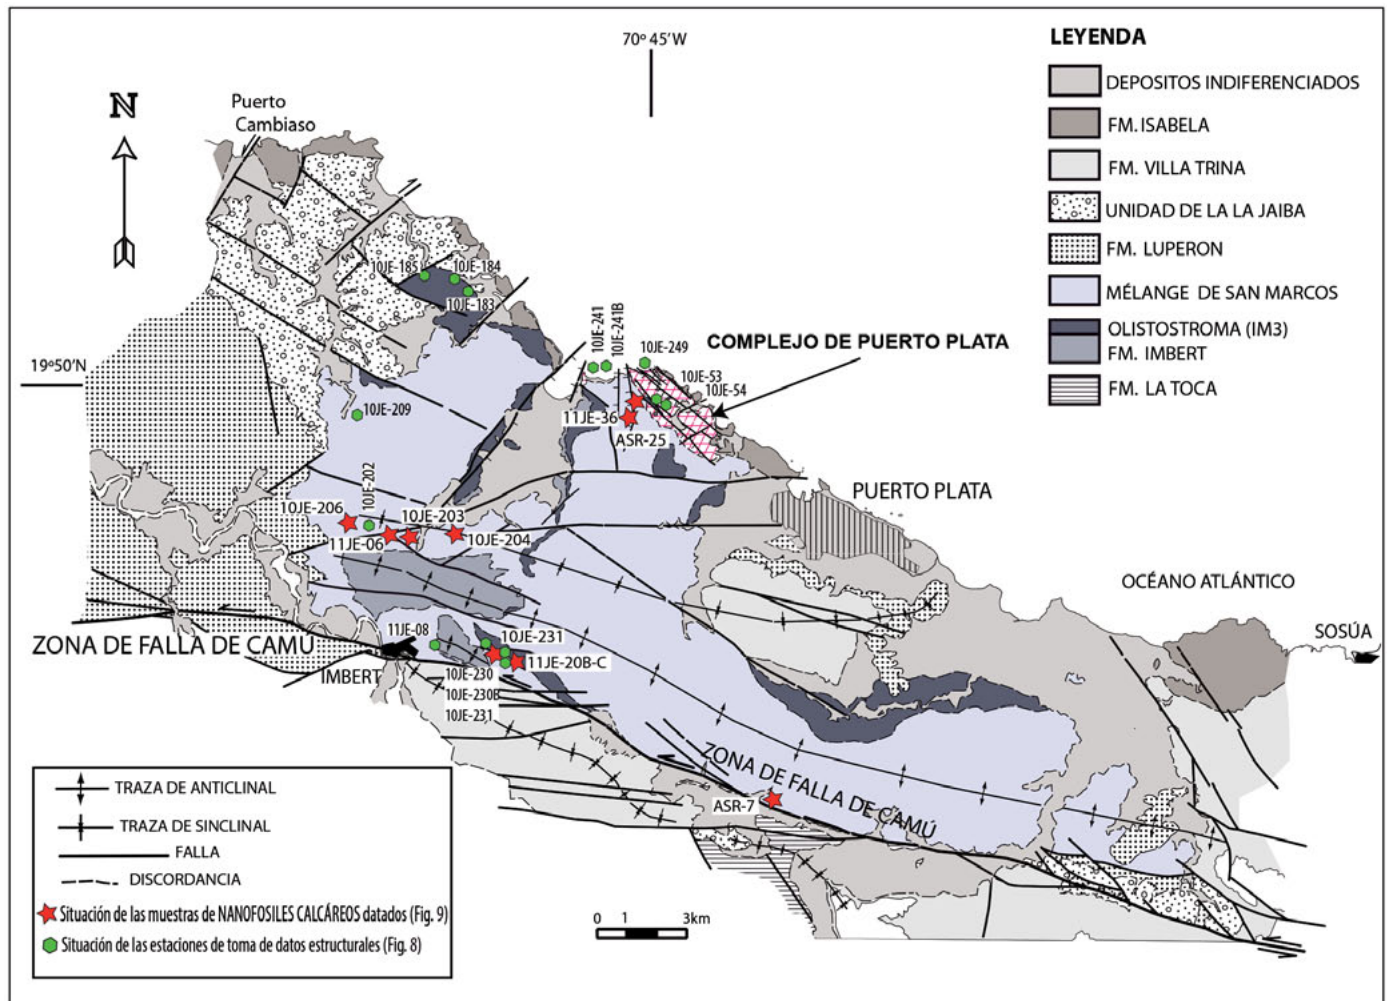 70º 45'W
LEYENDA
DEPOSITOS INDIFERENCIADOS
FM. ISABELA
FM. VILLA TRINA
UNIDAD DE LA LA JAIBA
FM. LUPERON
MÉLANGE DE SAN MARCOS
OLISTOSTROMA (IM3)
FM. IMBERT
FM. LA TOCA
N
Puerto
Cambiaso
10JE-185
10JE-184
10JE-183
10JE-241
10JE-241B
10JE-249
COMPLEJO DE PUERTO PLATA
19º50'N
10JE-53
10JE-54
10JE-209
11JE-36
ASR-25
10JE-202
PUERTO PLATA
10JE-206
10JE-203
11JE-06
10JE-204
OCÉANO ATLÁNTICO
SOSÚA
ZONA DE FALLA DE CAMÚ
11JE-08
10JE-231
11JE-20B-C
IMBERT
10JE-230
10JE-230B
10JE-231
ZONA DE FALLA DE CAMÚ
ASR-7
TRAZA DE ANTICLINAL
TRAZA DE SINCLINAL
FALLA
DISCORDANCIA
Situación de las muestras de NANOFOSILES CALCÁREOS datados (Fig. 9)
Situación de las estaciones de toma de datos estructurales (Fig. 8)
0 1 3km